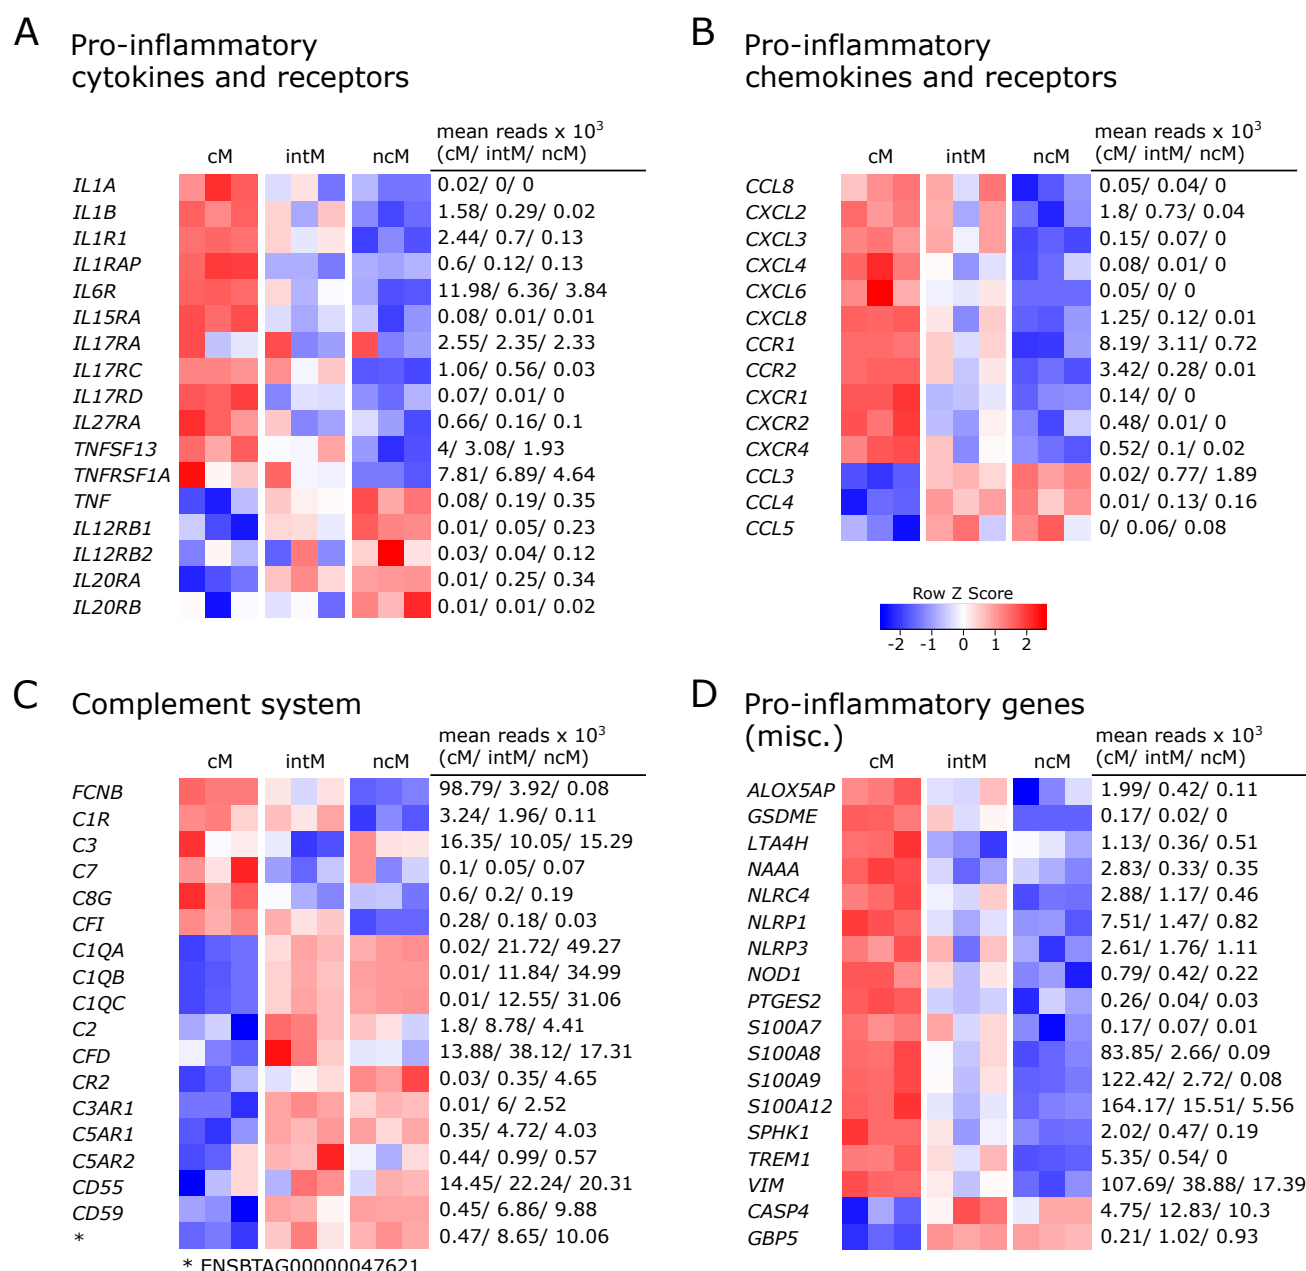 A Pro-inflammatory
cytokines and receptors
mean reads x 10³
cM intM ncM (cM/ intM/ ncM)
IL1A 0.02/ 0/ 0
IL1B 1.58/ 0.29/ 0.02
IL1R1 2.44/ 0.7/ 0.13
IL1RAP 0.6/ 0.12/ 0.13
IL6R 11.98/ 6.36/ 3.84
IL15RA 0.08/ 0.01/ 0.01
IL17RA 2.55/ 2.35/ 2.33
IL17RC 1.06/ 0.56/ 0.03
IL17RD 0.07/ 0.01/ 0
IL27RA 0.66/ 0.16/ 0.1
TNFSF13 4/ 3.08/ 1.93
TNFRSF1A 7.81/ 6.89/ 4.64
TNF 0.08/ 0.19/ 0.35
IL12RB1 0.01/ 0.05/ 0.23
IL12RB2 0.03/ 0.04/ 0.12
IL20RA 0.01/ 0.25/ 0.34
IL20RB 0.01/ 0.01/ 0.02
B Pro-inflammatory
chemokines and receptors
mean reads x 10³
cM intM ncM (cM/ intM/ ncM)
CCL8 0.05/ 0.04/ 0
CXCL2 1.8/ 0.73/ 0.04
CXCL3 0.15/ 0.07/ 0
CXCL4 0.08/ 0.01/ 0
CXCL6 0.05/ 0/ 0
CXCL8 1.25/ 0.12/ 0.01
CCR1 8.19/ 3.11/ 0.72
CCR2 3.42/ 0.28/ 0.01
CXCR1 0.14/ 0/ 0
CXCR2 0.48/ 0.01/ 0
CXCR4 0.52/ 0.1/ 0.02
CCL3 0.02/ 0.77/ 1.89
CCL4 0.01/ 0.13/ 0.16
CCL5 0/ 0.06/ 0.08
Row Z Score
-2 -1 0 1 2
C Complement system
mean reads x 10³
cM intM ncM (cM/ intM/ ncM)
FCNB 98.79/ 3.92/ 0.08
C1R 3.24/ 1.96/ 0.11
C3 16.35/ 10.05/ 15.29
C7 0.1/ 0.05/ 0.07
C8G 0.6/ 0.2/ 0.19
CFI 0.28/ 0.18/ 0.03
C1QA 0.02/ 21.72/ 49.27
C1QB 0.01/ 11.84/ 34.99
C1QC 0.01/ 12.55/ 31.06
C2 1.8/ 8.78/ 4.41
CFD 13.88/ 38.12/ 17.31
CR2 0.03/ 0.35/ 4.65
C3AR1 0.01/ 6/ 2.52
C5AR1 0.35/ 4.72/ 4.03
C5AR2 0.44/ 0.99/ 0.57
CD55 14.45/ 22.24/ 20.31
CD59 0.45/ 6.86/ 9.88
* 0.47/ 8.65/ 10.06
* ENSBTAG00000047621
D Pro-inflammatory genes
(misc.)
mean reads x 10³
cM intM ncM (cM/ intM/ ncM)
ALOX5AP 1.99/ 0.42/ 0.11
GSDME 0.17/ 0.02/ 0
LTA4H 1.13/ 0.36/ 0.51
NAAA 2.83/ 0.33/ 0.35
NLRC4 2.88/ 1.17/ 0.46
NLRP1 7.51/ 1.47/ 0.82
NLRP3 2.61/ 1.76/ 1.11
NOD1 0.79/ 0.42/ 0.22
PTGES2 0.26/ 0.04/ 0.03
S100A7 0.17/ 0.07/ 0.01
S100A8 83.85/ 2.66/ 0.09
S100A9 122.42/ 2.72/ 0.08
S100A12 164.17/ 15.51/ 5.56
SPHK1 2.02/ 0.47/ 0.19
TREM1 5.35/ 0.54/ 0
VIM 107.69/ 38.88/ 17.39
CASP4 4.75/ 12.83/ 10.3
GBP5 0.21/ 1.02/ 0.93